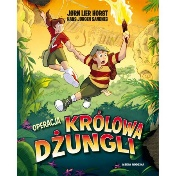 JØRN LIER HORST
HANS JØRGEN SANDNES
OPERACJA
KRÓLOWA
DŻUNGLI